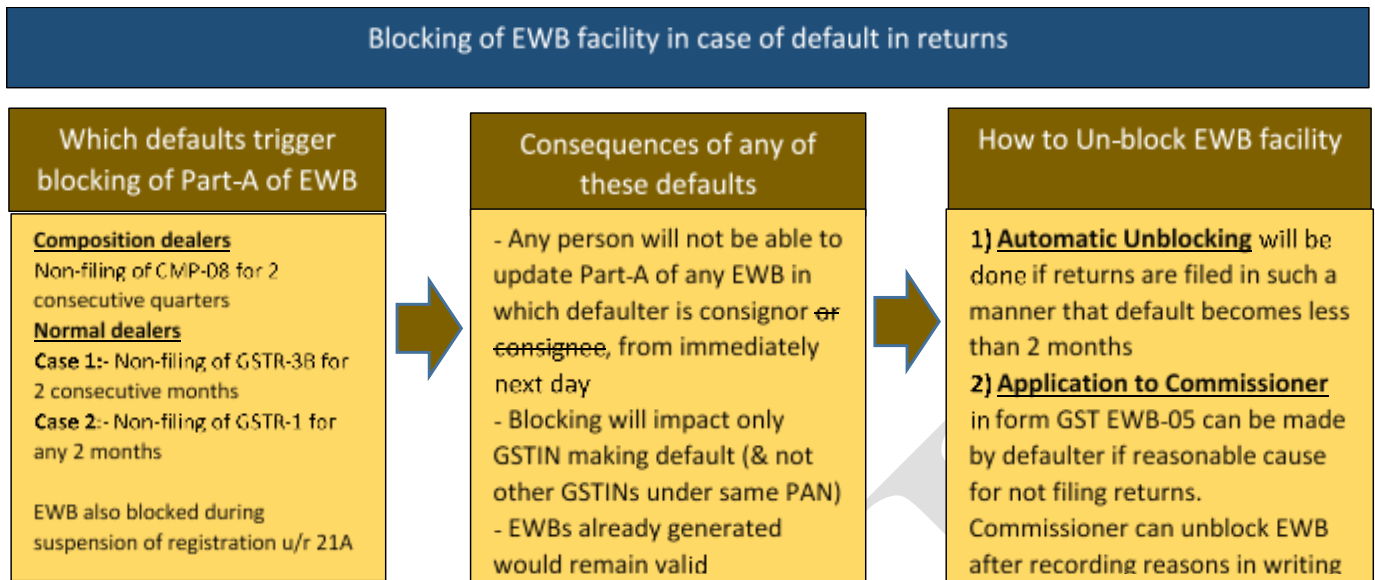 Blocking of EWB facility in case of default in returns
Which defaults trigger
blocking of Part-A of EWB
Composition dealers
Non-filing of CMP-08 for 2
consecutive quarters
Normal dealers
Case 1:- Non-filing of GSTR-3B for
2 consecutive months
Case 2:- Non-filing of GSTR-1 for
any 2 months
EWB also blocked during
suspension of registration u/r 21A
Consequences of any of
these defaults
- Any person will not be able to
update Part-A of any EWB in
which defaulter is consignor or
consignee, from immediately
next day
- Blocking will impact only
GSTIN making default (& not
other GSTINs under same PAN)
- EWBs already generated
would remain valid
How to Un-block EWB facility
1) Automatic Unblocking will be
done if returns are filed in such a
manner that default becomes less
than 2 months
2) Application to Commissioner
in form GST EWB-05 can be made
by defaulter if reasonable cause
for not filing returns.
Commissioner can unblock EWB
after recording reasons in writing